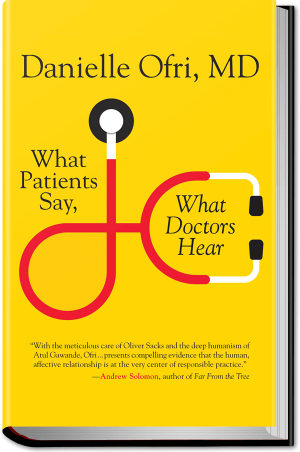 Danielle Ofri, MD
What
Patients
Say,
What
Doctors
Hear
“With the meticulous care of Oliver Sacks and the deep humanism of
Atul Gawande, Ofri...presents compelling evidence that the human,
affective relationship is at the very center of responsible practice.”
—Andrew Solomon, author of Far From the Tree